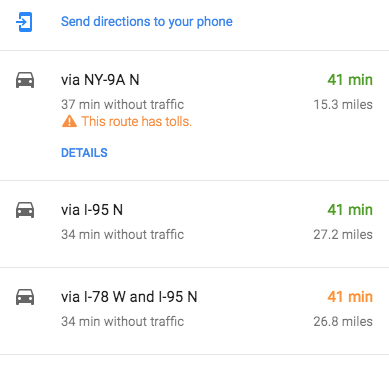 Send directions to your phone
via NY-9A N 41 min
37 min without traffic 15.3 miles
This route has tolls.
DETAILS
via I-95 N 41 min
34 min without traffic 27.2 miles
via I-78 W and I-95 N 41 min
34 min without traffic 26.8 miles